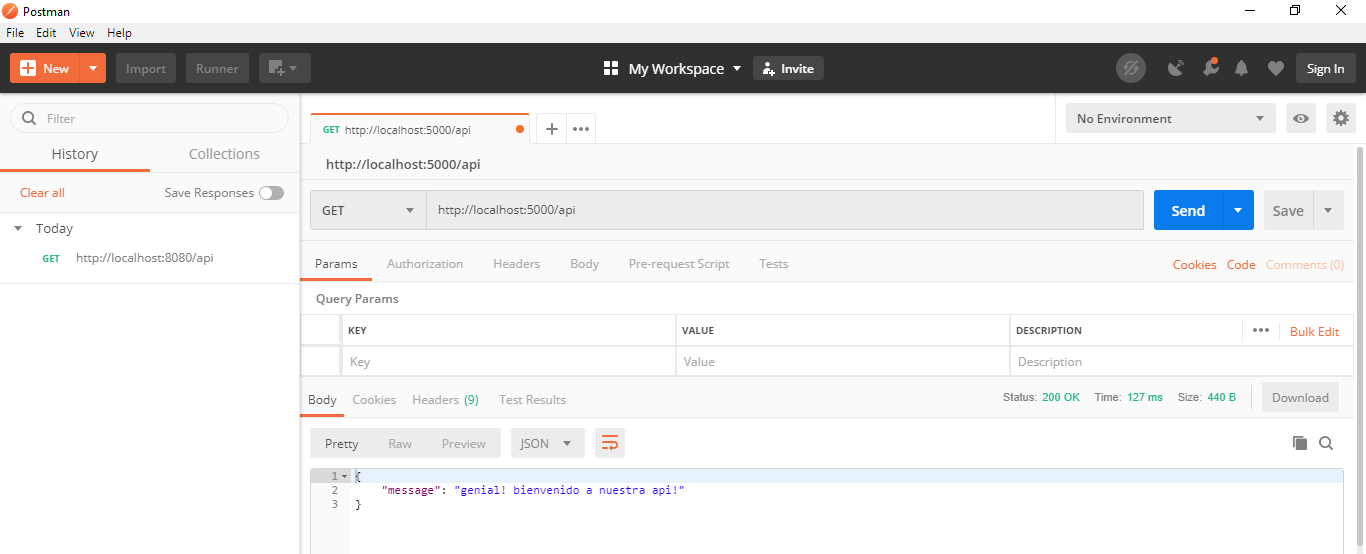 Postman
File Edit View Help
New Import Runner My Workspace Invite Sign In
Filter
History Collections
Clear all Save Responses
Today
GET http://localhost:8080/api
GET http://localhost:5000/api
No Environment
http://localhost:5000/api
GET http://localhost:5000/api Send Save
Params Authorization Headers Body Pre-request Script Tests Cookies Code Comments (0)
Query Params
KEY VALUE DESCRIPTION Bulk Edit
Key Value Description
Body Cookies Headers (9) Test Results Status: 200 OK Time: 127 ms Size: 440 B Download
Pretty Raw Preview JSON
1 {
2 "message": "genial! bienvenido a nuestra api!"
3 }